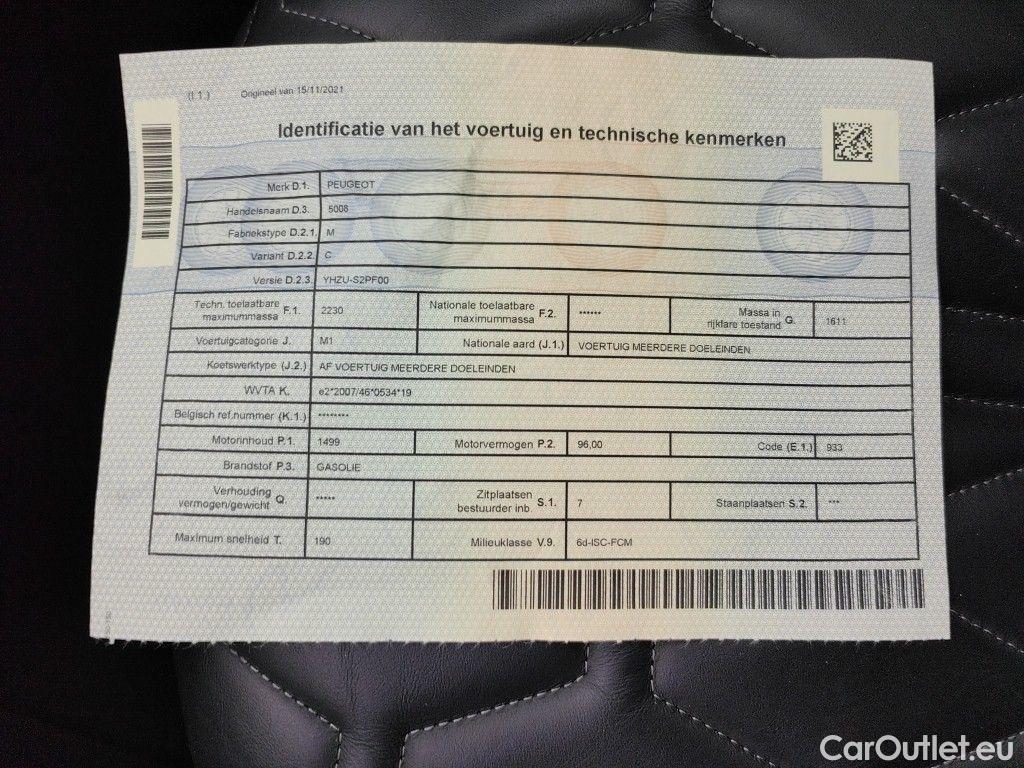 (I.1.) Origineel van 15/11/2021
Identificatie van het voertuig en technische kenmerken
Merk D.1. PEUGEOT
Handelsnaam D.3. 5008
Fabriekstype D.2.1. M
Variant D.2.2. C
Versie D.2.3. YHZU-S2PF00
Techn. toelaatbare maximummassa F.1. 2230 Nationale toelaatbare maximummassa F.2. ****** Massa in rijklare toestand G. 1611
Voertuigcategorie J. M1 Nationale aard (J.1.) VOERTUIG MEERDERE DOELEINDEN
Koetswerktype (J.2.) AF VOERTUIG MEERDERE DOELEINDEN
WVTA K. e2*2007/46*0534*19
Belgisch ref.nummer (K.1.) ********
Motorinhoud P.1. 1499 Motorvermogen P.2. 96,00 Code (E.1.) 933
Brandstof P.3. GASOLIE
Verhouding vermogen/gewicht Q. ***** Zitplaatsen bestuurder inb. S.1. 7 Staanplaatsen S.2. ***
Maximum snelheid T. 190 Milieuklasse V.9. 6d-ISC-FCM
CarOutlet.eu